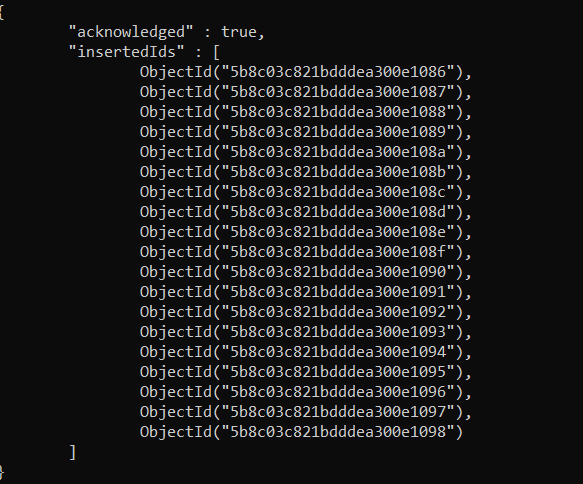 {
"acknowledged" : true,
"insertedIds" : [
ObjectId("5b8c03c821bdddea300e1086"),
ObjectId("5b8c03c821bdddea300e1087"),
ObjectId("5b8c03c821bdddea300e1088"),
ObjectId("5b8c03c821bdddea300e1089"),
ObjectId("5b8c03c821bdddea300e108a"),
ObjectId("5b8c03c821bdddea300e108b"),
ObjectId("5b8c03c821bdddea300e108c"),
ObjectId("5b8c03c821bdddea300e108d"),
ObjectId("5b8c03c821bdddea300e108e"),
ObjectId("5b8c03c821bdddea300e108f"),
ObjectId("5b8c03c821bdddea300e1090"),
ObjectId("5b8c03c821bdddea300e1091"),
ObjectId("5b8c03c821bdddea300e1092"),
ObjectId("5b8c03c821bdddea300e1093"),
ObjectId("5b8c03c821bdddea300e1094"),
ObjectId("5b8c03c821bdddea300e1095"),
ObjectId("5b8c03c821bdddea300e1096"),
ObjectId("5b8c03c821bdddea300e1097"),
ObjectId("5b8c03c821bdddea300e1098")
]
}